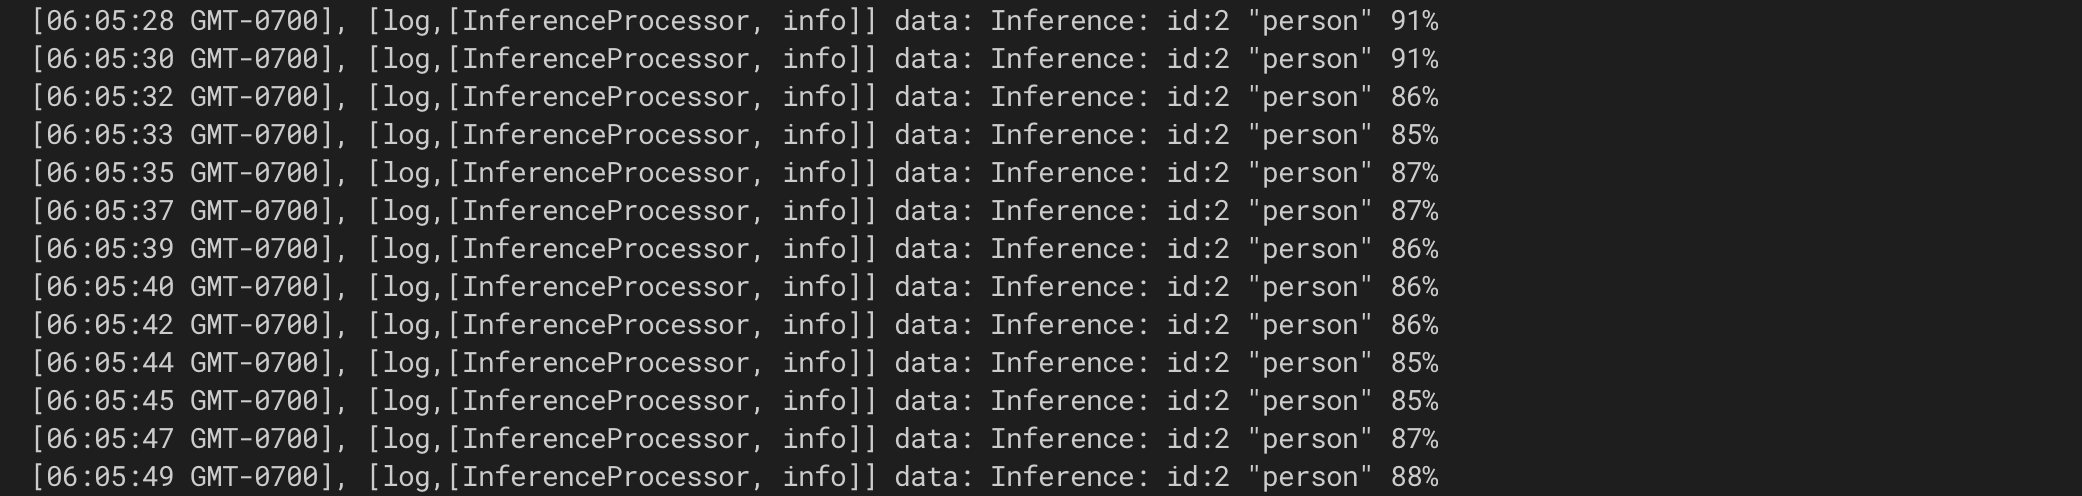 [06:05:28 GMT-0700], [log,[InferenceProcessor, info]] data: Inference: id:2 "person" 91%
[06:05:30 GMT-0700], [log,[InferenceProcessor, info]] data: Inference: id:2 "person" 91%
[06:05:32 GMT-0700], [log,[InferenceProcessor, info]] data: Inference: id:2 "person" 86%
[06:05:33 GMT-0700], [log,[InferenceProcessor, info]] data: Inference: id:2 "person" 85%
[06:05:35 GMT-0700], [log,[InferenceProcessor, info]] data: Inference: id:2 "person" 87%
[06:05:37 GMT-0700], [log,[InferenceProcessor, info]] data: Inference: id:2 "person" 87%
[06:05:39 GMT-0700], [log,[InferenceProcessor, info]] data: Inference: id:2 "person" 86%
[06:05:40 GMT-0700], [log,[InferenceProcessor, info]] data: Inference: id:2 "person" 86%
[06:05:42 GMT-0700], [log,[InferenceProcessor, info]] data: Inference: id:2 "person" 86%
[06:05:44 GMT-0700], [log,[InferenceProcessor, info]] data: Inference: id:2 "person" 85%
[06:05:45 GMT-0700], [log,[InferenceProcessor, info]] data: Inference: id:2 "person" 85%
[06:05:47 GMT-0700], [log,[InferenceProcessor, info]] data: Inference: id:2 "person" 87%
[06:05:49 GMT-0700], [log,[InferenceProcessor, info]] data: Inference: id:2 "person" 88%